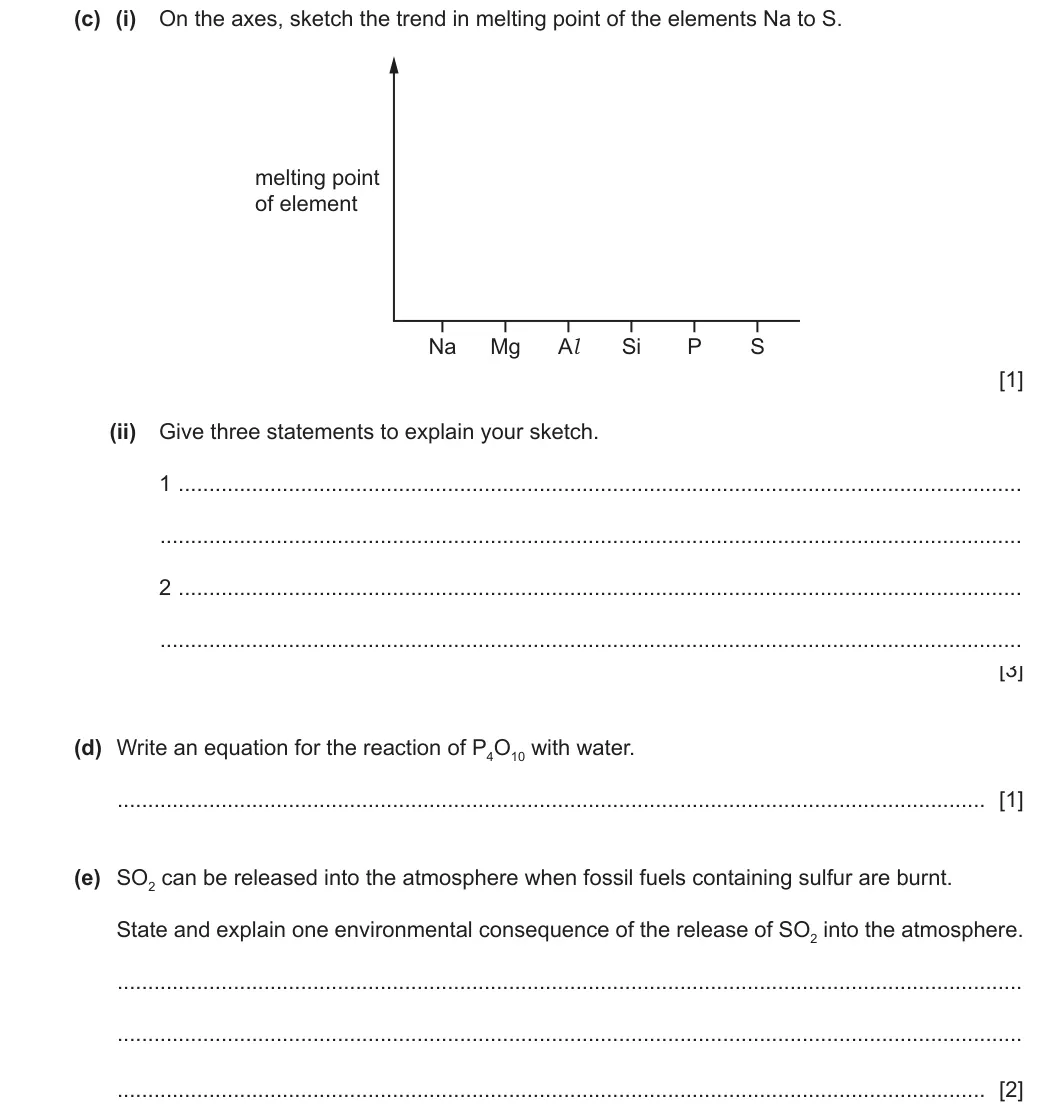 (c) (i) On the axes, sketch the trend in melting point of the elements Na to S.
melting point
of element
Na Mg Al Si P S
[1]
(ii) Give three statements to explain your sketch.
1 ..........................................................................................................................................
..........................................................................................................................................
2 ..........................................................................................................................................
..........................................................................................................................................
[3]
(d) Write an equation for the reaction of P₄O₁₀ with water.
.......................................................................................................................................... [1]
(e) SO₂ can be released into the atmosphere when fossil fuels containing sulfur are burnt.
State and explain one environmental consequence of the release of SO₂ into the atmosphere.
..........................................................................................................................................
..........................................................................................................................................
.......................................................................................................................................... [2]